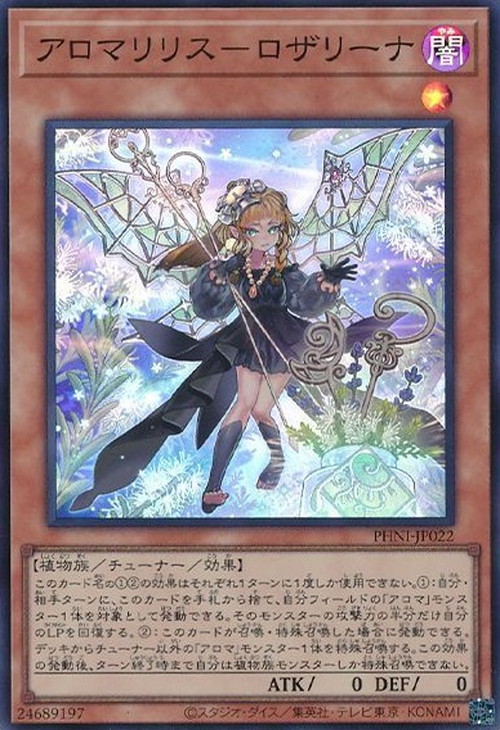 アロマリリス－ロザリーナ
闇
PHNI-JP022
【植物族／チューナー／効果】
このカード名の①②の効果はそれぞれ1ターンに1度しか使用できない。①：自分・
相手ターンに、このカードを手札から捨て、自分フィールドの「アロマ」モンス
ター1体を対象として発動できる。そのモンスターの攻撃力の半分だけ自分
のLPを回復する。②：このカードが召喚・特殊召喚した場合に発動できる。
デッキからチューナー以外の「アロマ」モンスター1体を特殊召喚する。この効果
の発動後、ターン終了時まで自分は植物族モンスターしか特殊召喚できない。
ATK/ 0 DEF/ 0
24689197 ©スタジオ・ダイス／集英社・テレビ東京・KONAMI